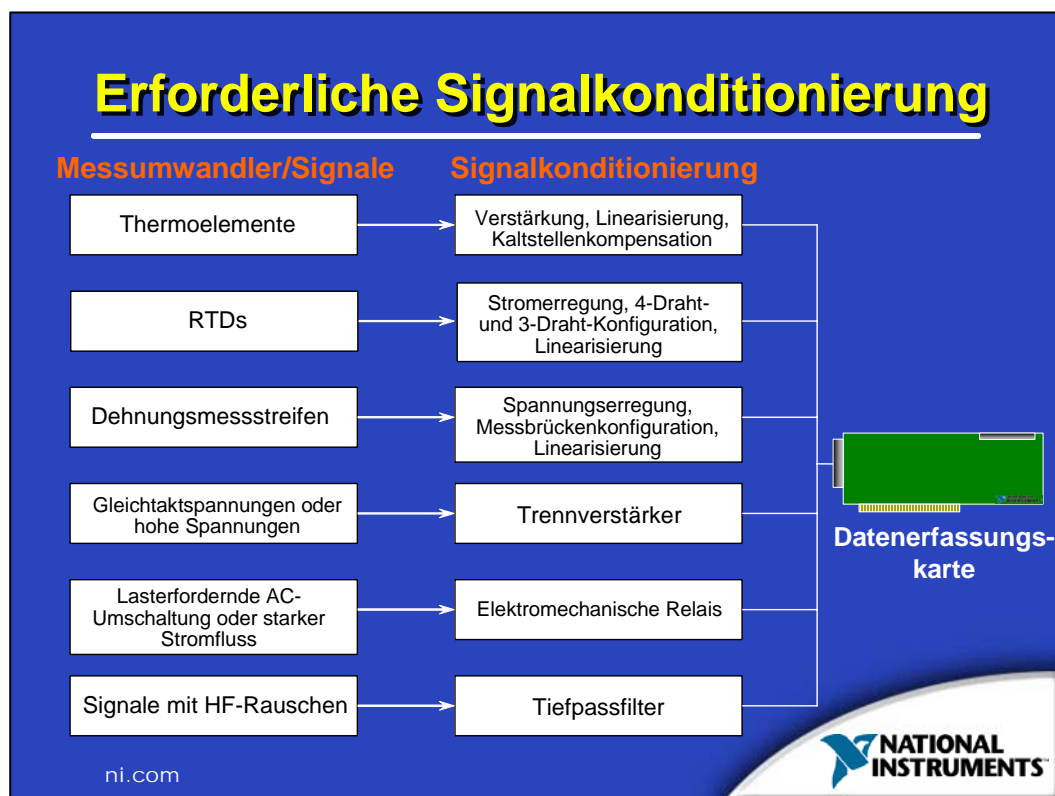 Erforderliche Signalkonditionierung
Messumwandler/Signale
Signalkonditionierung
Thermoelemente
Verstärkung, Linearisierung,
Kaltstellenkompensation
RTDs
Stromerregung, 4-Draht-
und 3-Draht-Konfiguration,
Linearisierung
Dehnungsmessstreifen
Spannungserregung,
Messbrückenkonfiguration,
Linearisierung
Gleichtaktspannungen oder
hohe Spannungen
Trennverstärker
Lasterfordernde AC-
Umschaltung oder starker
Stromfluss
Elektromechanische Relais
Signale mit HF-Rauschen
Tiefpassfilter
Datenerfassungs-
karte
ni.com
NATIONAL
INSTRUMENTS™